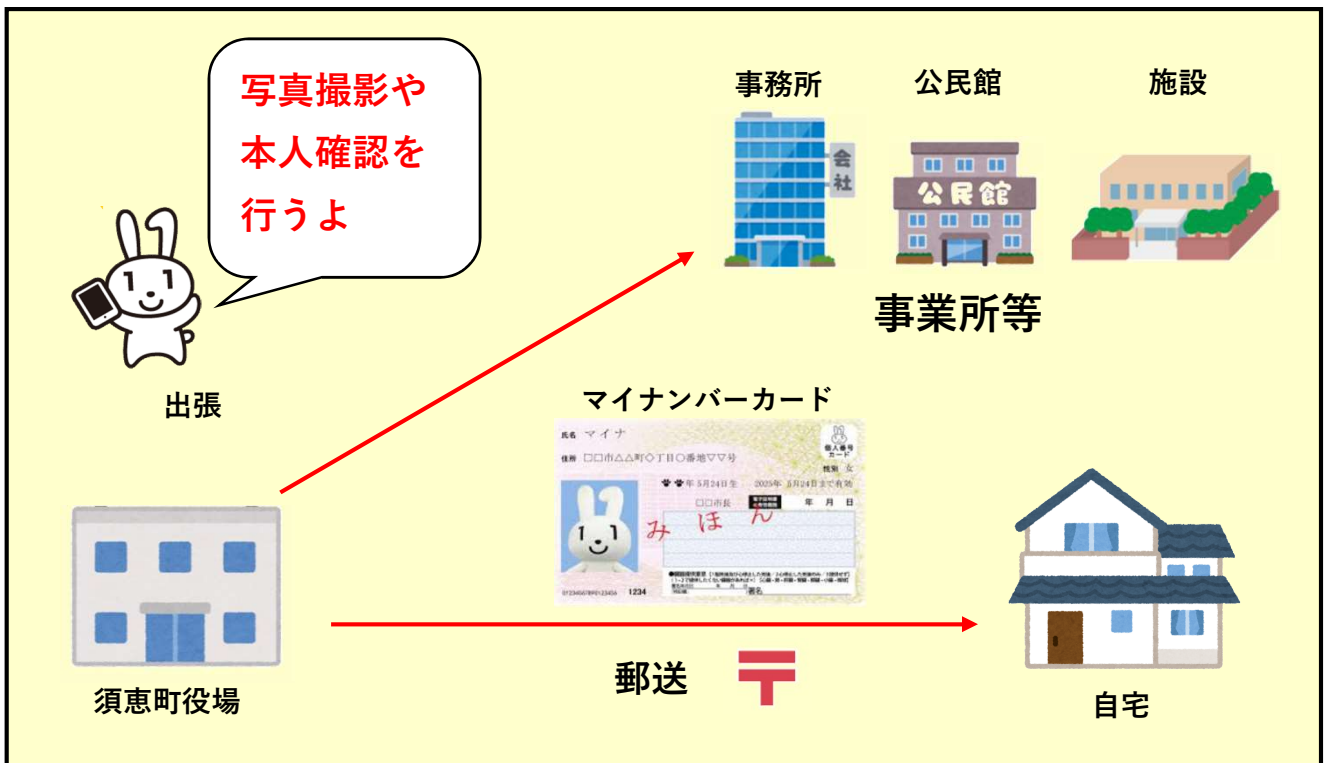 写真撮影や
本人確認を
行うよ
出張
事務所
公民館
施設
会社
公民館
事業所等
マイナンバーカード
氏名 マイナ
個人番号
カード
住所 □□市△△町◇丁目○番地▽▽号
性別 女
年5月24日生 2025年 5月24日まで有効
□□市長
年 月 日
みほん
0123456789123456 1234
署名
須恵町役場
郵送 〒
自宅